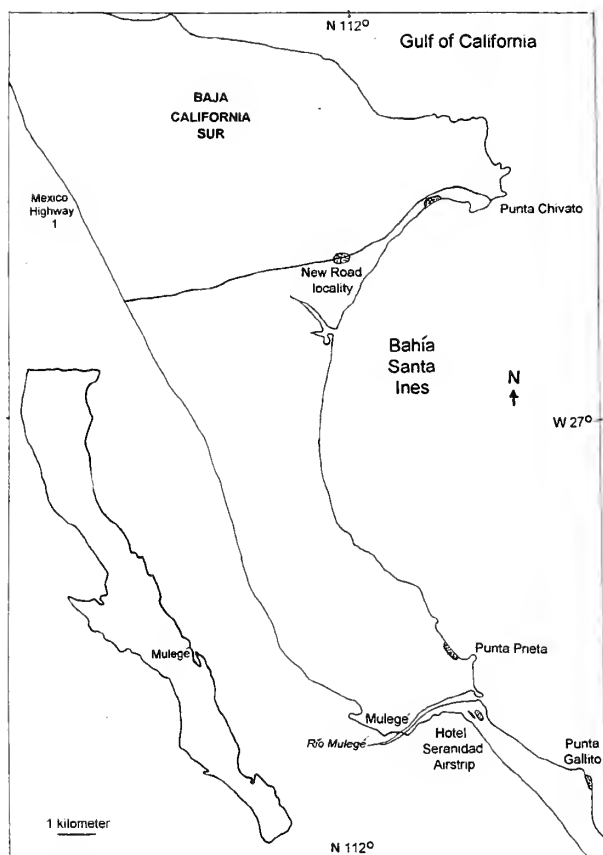 N 112°
Gulf of California
BAJA
CALIFORNIA
SUR
Mexico
Highway
1
Punta Chivato
New Road
locality
Bahía
Santa
Ines
N
W 27°
Mulegé
Punta Prieta
Mulegé
Río Mulegé
Hotel
Seranidad
Airstrip
Punta
Gallito
1 kilometer
N 112°